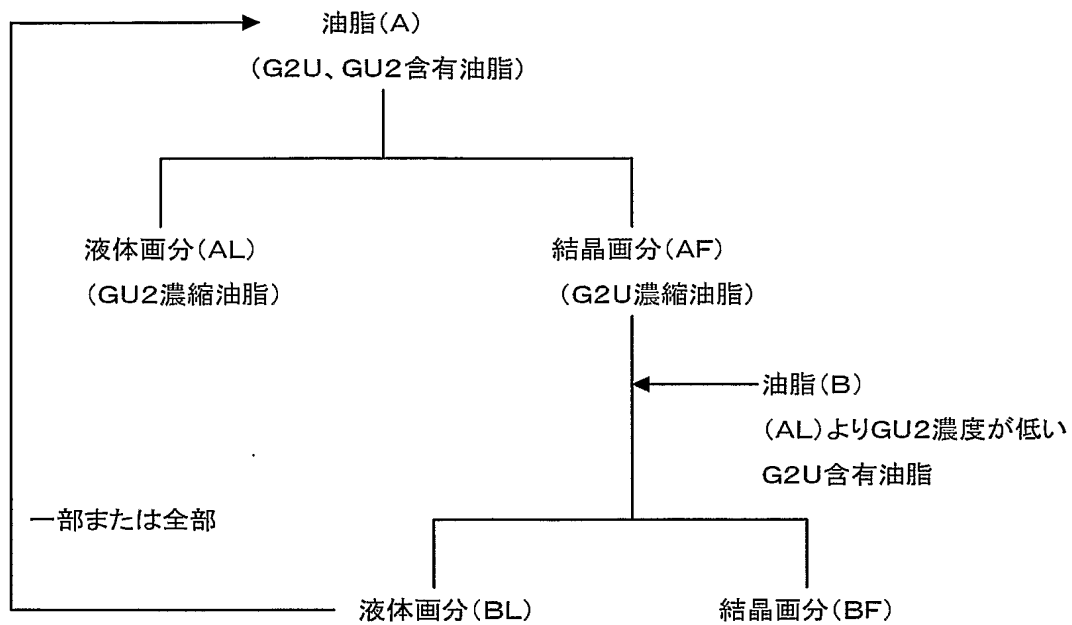 油脂(A)
(G2U、GU2含有油脂)
液体画分(AL)
(GU2濃縮油脂)
結晶画分(AF)
(G2U濃縮油脂)
油脂(B)
(AL)よりGU2濃度が低い
G2U含有油脂
一部または全部
液体画分(BL)
結晶画分(BF)